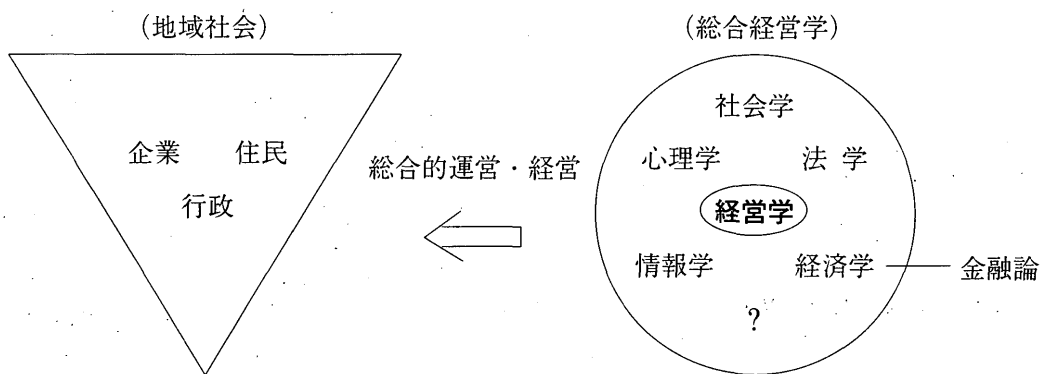 (地域社会)
企業 住民
行政
総合的運営・経営
(総合経営学)
社会学
心理学 法学
経営学
情報学 経済学 金融論
?